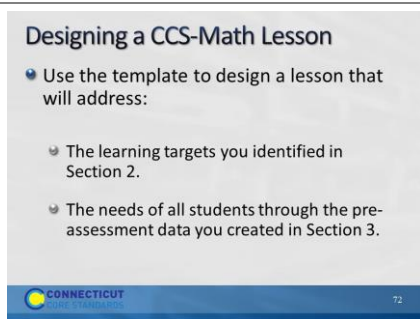 Designing a CCS-Math Lesson
Use the template to design a lesson that
will address:
The learning targets you identified in
Section 2.
The needs of all students through the pre-
assessment data you created in Section 3.
CONNECTICUT
CORE STANDARDS
72